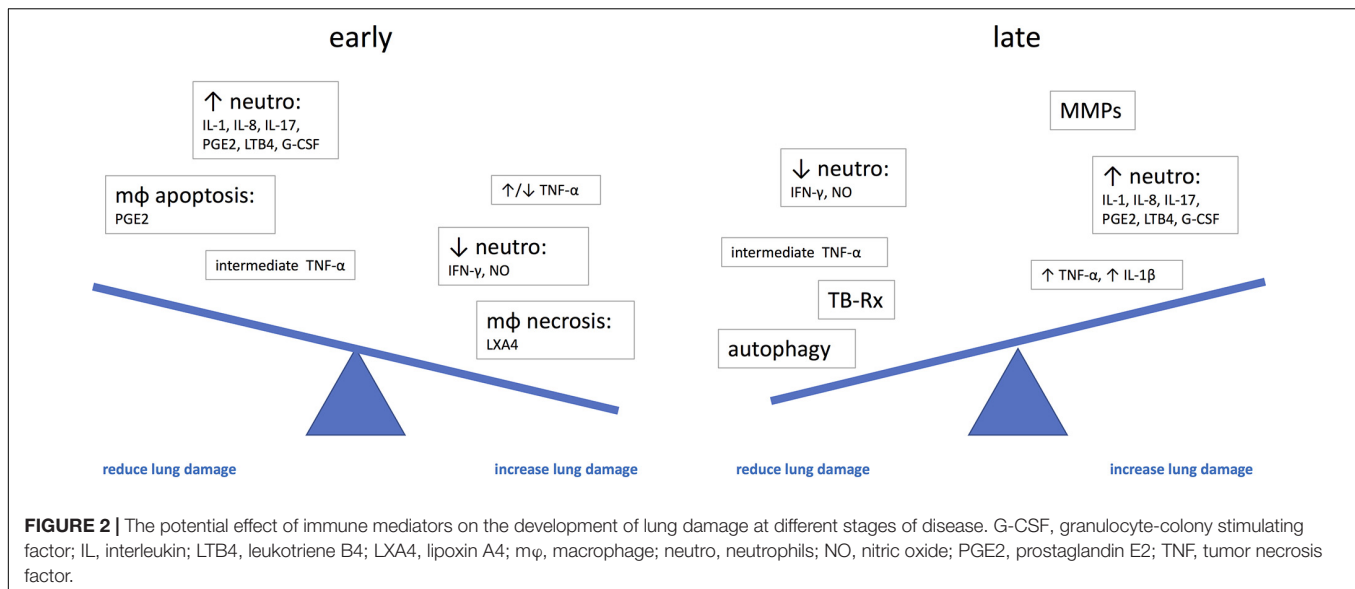 early
↑ neutro:
IL-1, IL-8, IL-17,
PGE2, LTB4, G-CSF
mϕ apoptosis:
PGE2
intermediate TNF-α
↑/↓ TNF-α
↓ neutro:
IFN-γ, NO
mϕ necrosis:
LXA4
reduce lung damage
increase lung damage
late
MMPs
↓ neutro:
IFN-γ, NO
↑ neutro:
IL-1, IL-8, IL-17,
PGE2, LTB4, G-CSF
intermediate TNF-α
↑ TNF-α, ↑ IL-1β
TB-Rx
autophagy
reduce lung damage
increase lung damage
FIGURE 2 | The potential effect of immune mediators on the development of lung damage at different stages of disease. G-CSF, granulocyte-colony stimulating
factor; IL, interleukin; LTB4, leukotriene B4; LXA4, lipoxin A4; mφ, macrophage; neutro, neutrophils; NO, nitric oxide; PGE2, prostaglandin E2; TNF, tumor necrosis
factor.